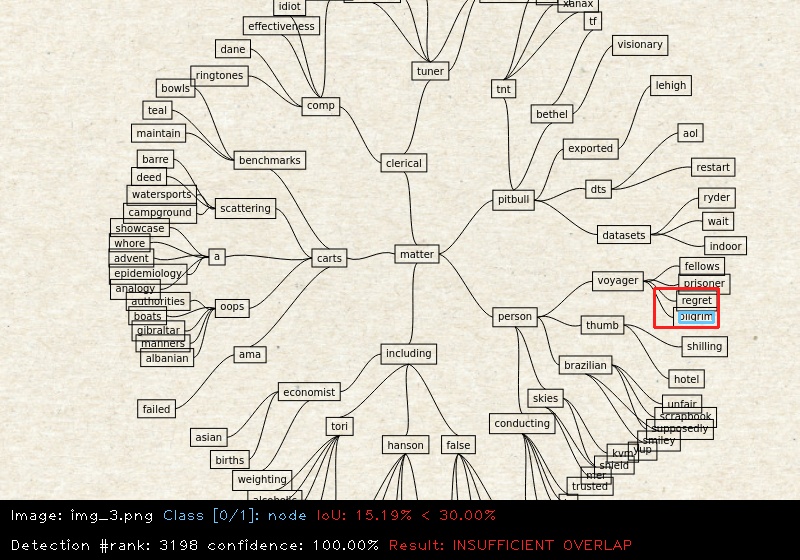 idiot
xanax
effectiveness
tf
visionary
dane
tuner
ringtones
tnt
bowls
lehigh
comp
teal
bethel
maintain
aol
exported
barre
benchmarks
clerical
restart
deed
dts
watersports
pitbull
ryder
campground
scattering
wait
showcase
datasets
whore
indoor
advent
a
carts
matter
fellows
epidemiology
voyager
prisoner
analogy
regret
authorities
oops
pilgrim
boats
person
thumb
gibraltar
manners
shilling
albanian
ama
including
brazilian
hotel
economist
skies
unfair
failed
scrapbook
conducting
supposedly
asian
tori
smiley
hanson
false
yup
births
kvm
shield
weighting
mer
trusted
alcoholic
Image: img_3.png Class [0/1]: node IoU: 15.19% < 30.00%
Detection #rank: 3198 confidence: 100.00% Result: INSUFFICIENT OVERLAP